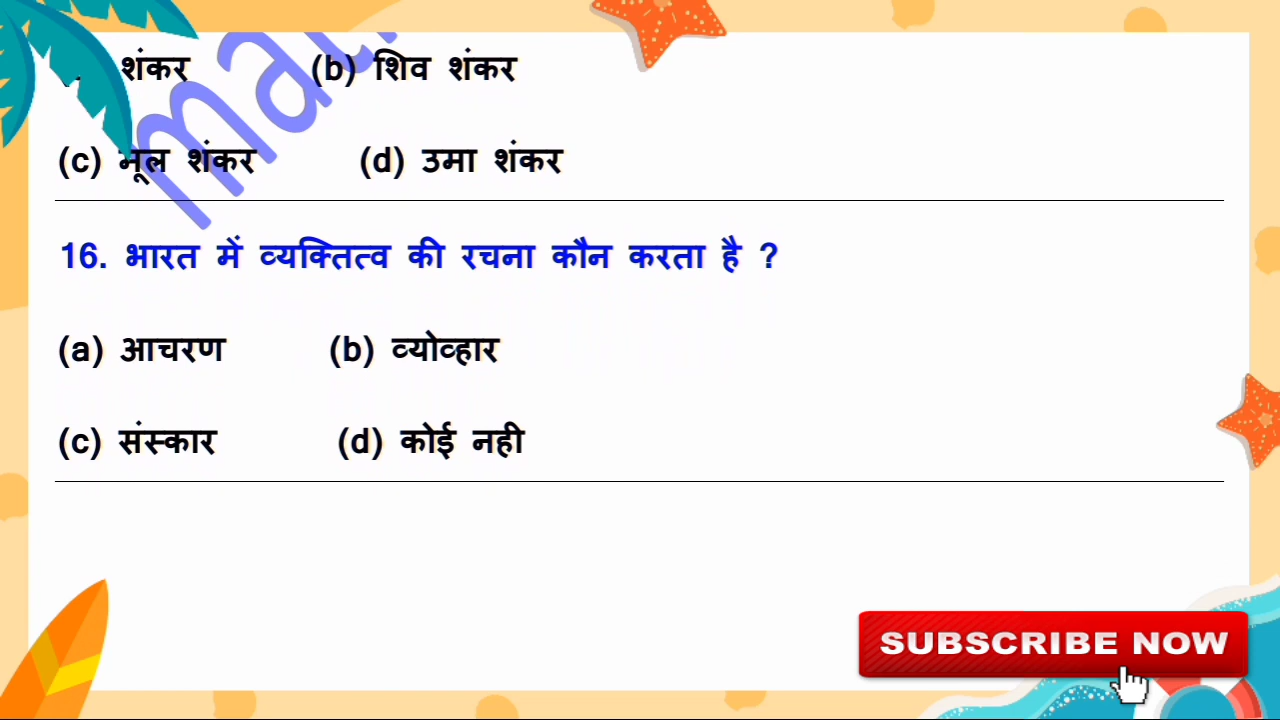 शंकर (b) शिव शंकर
(c) मूल शंकर (d) उमा शंकर
16. भारत में व्यक्तित्व की रचना कौन करता है ?
(a) आचरण (b) व्योव्हार
(c) संस्कार (d) कोई नही
SUBSCRIBE NOW